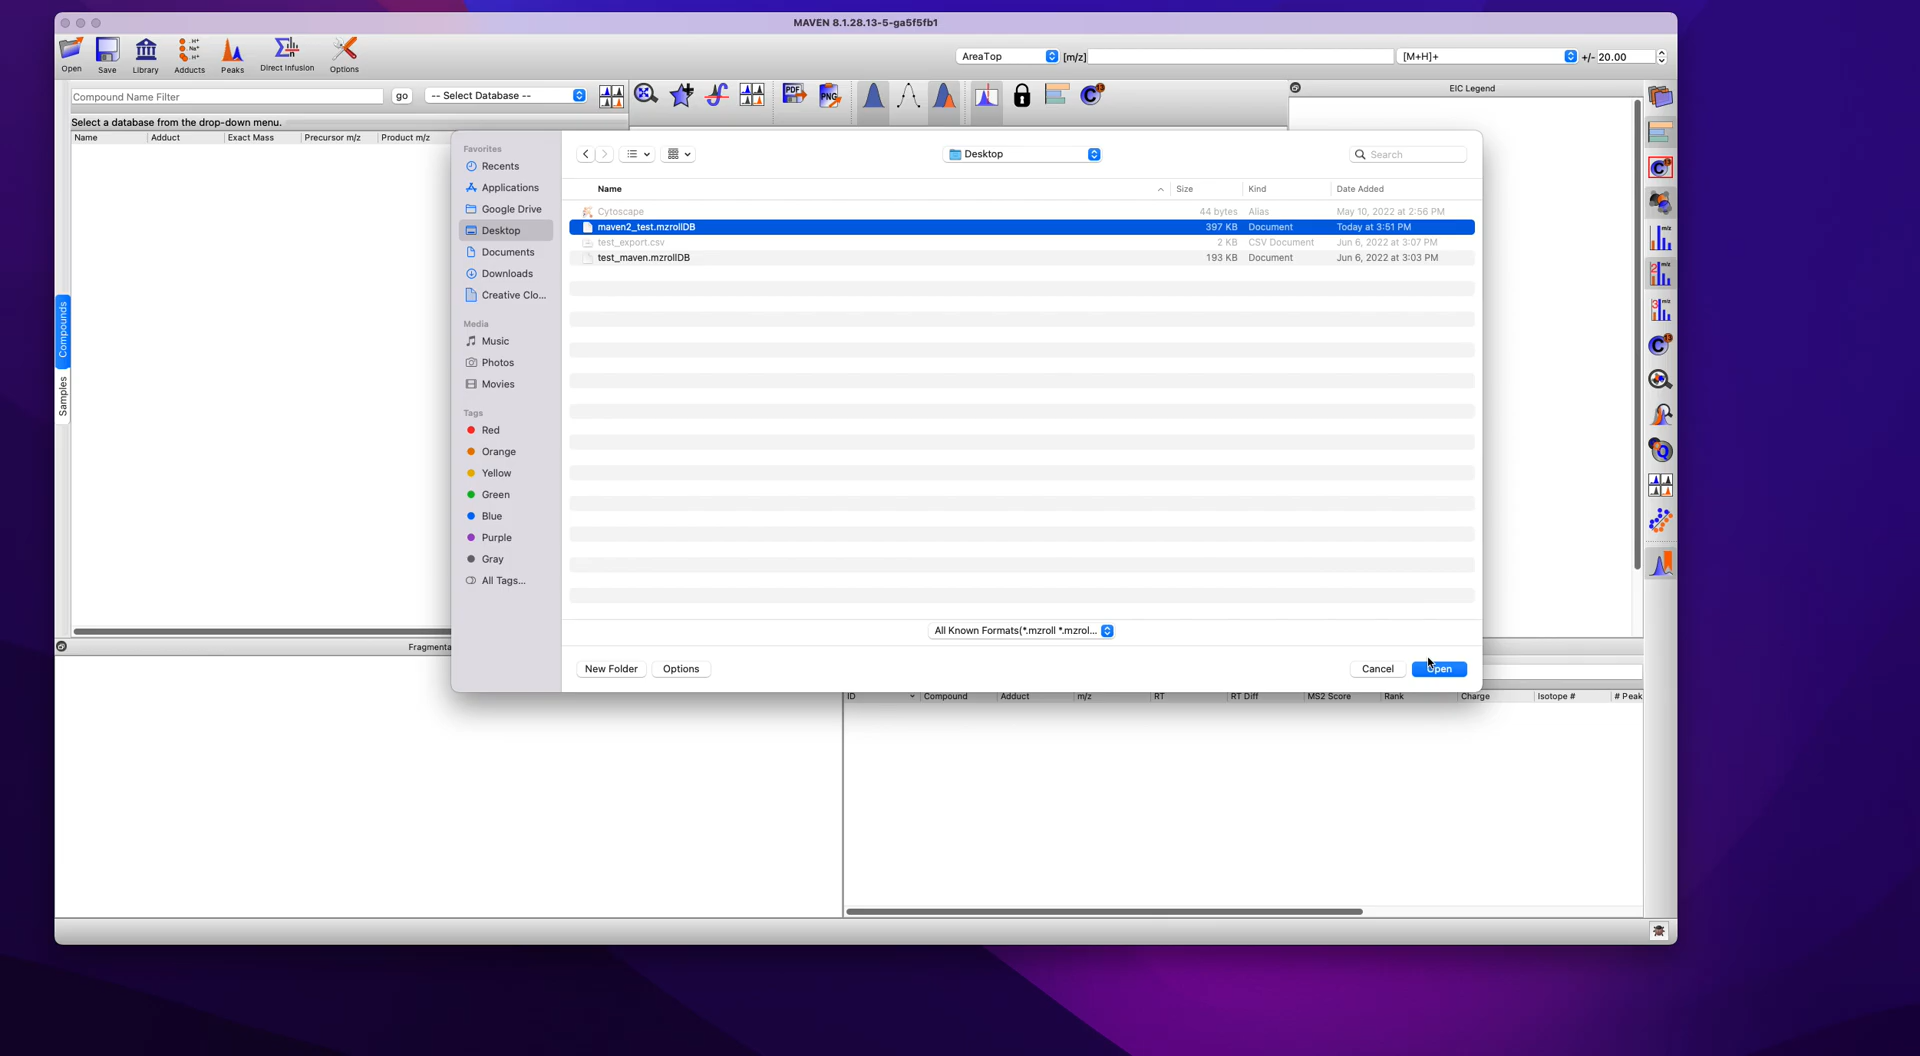 MAVEN 8.1.28.13-5-ga5f5fb1
Open Save Library Adducts Peaks Direct Infusion Options
AreaTop [m/z] [M+H]+ +/- 20.00
Compound Name Filter go -- Select Database --
PDF PNG
EIC Legend
Select a database from the drop-down menu.
Name Adduct Exact Mass Precursor m/z Product m/z
Compounds
Samples
Favorites
Recents
Applications
Google Drive
Desktop
Documents
Downloads
Creative Clo...
Media
Music
Photos
Movies
Tags
Red
Orange
Yellow
Green
Blue
Purple
Gray
All Tags...
Desktop
Search
Name Size Kind Date Added
Cytoscape 44 bytes Alias May 10, 2022 at 2:56 PM
maven2_test.mzrollDB 397 KB Document Today at 3:51 PM
test_export.csv 2 KB CSV Document Jun 6, 2022 at 3:07 PM
test_maven.mzrollDB 193 KB Document Jun 6, 2022 at 3:03 PM
All Known Formats(*.mzroll *.mzrol...
New Folder Options Cancel Open
Fragmenta
ID Compound Adduct m/z RT RT Diff MS2 Score Rank Charge Isotope # # Peak